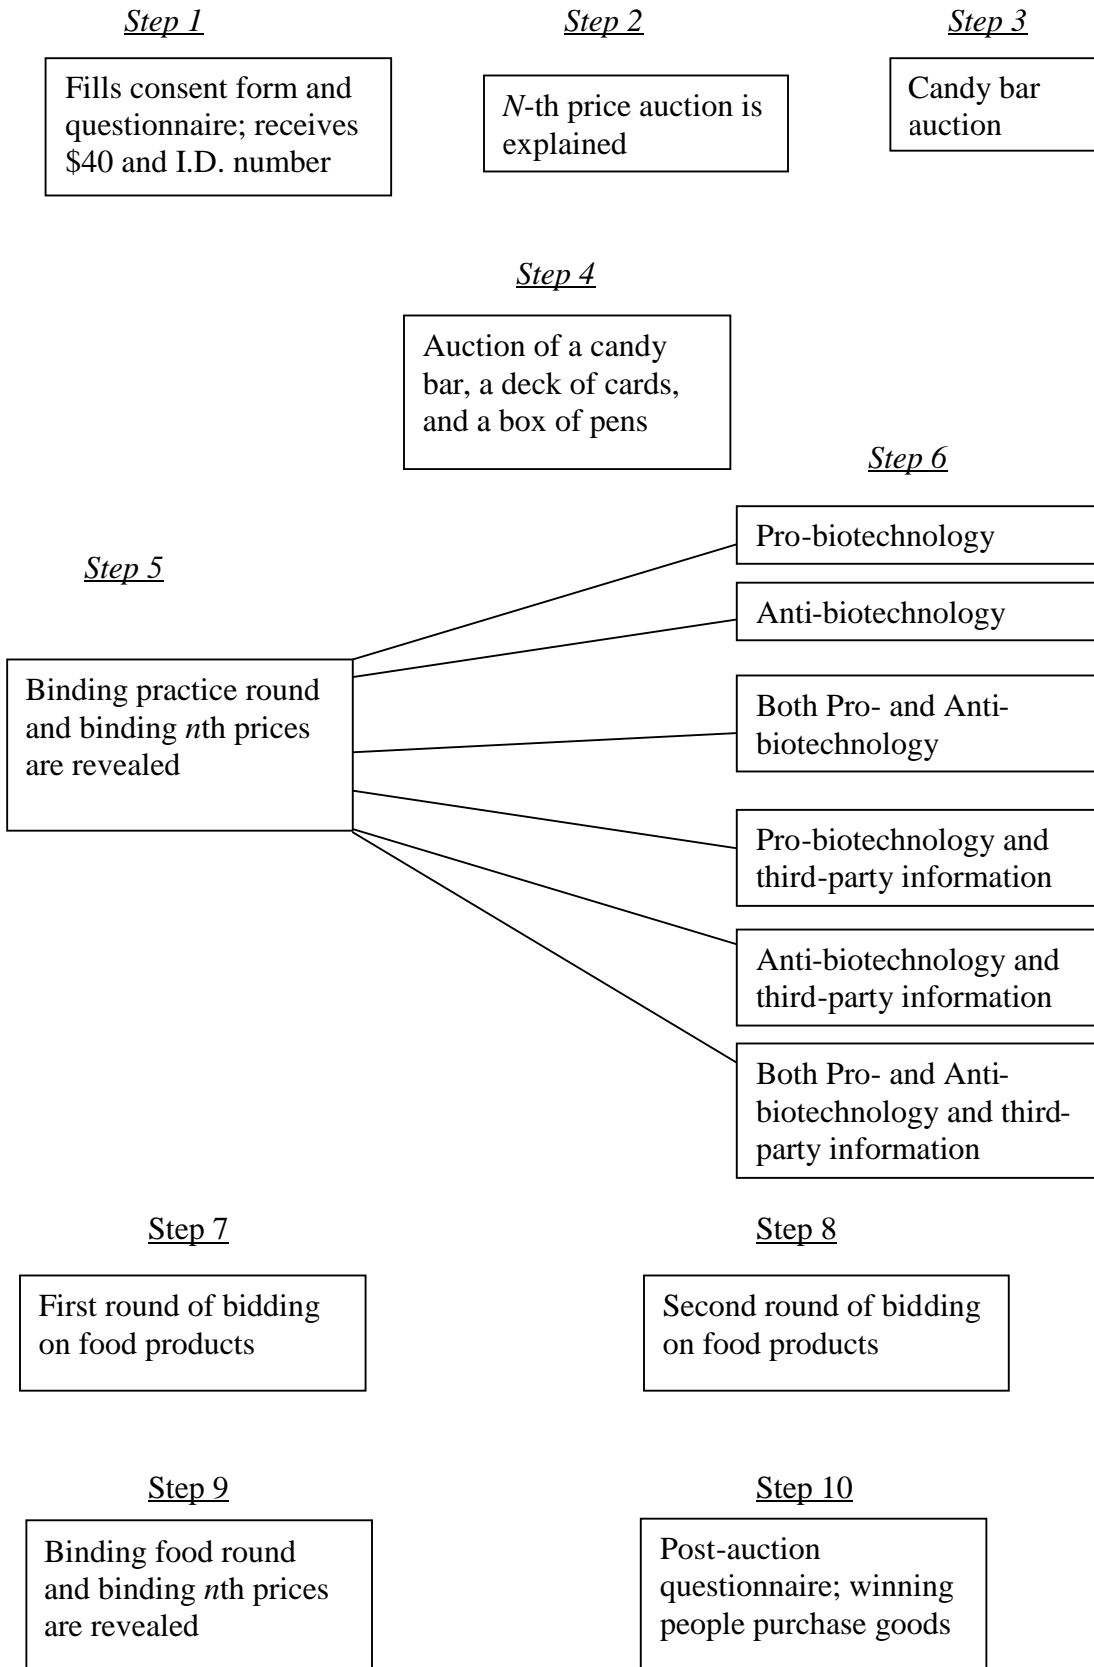 Step 1
Fills consent form and
questionnaire; receives
$40 and I.D. number
Step 2
N-th price auction is
explained
Step 3
Candy bar
auction
Step 4
Auction of a candy
bar, a deck of cards,
and a box of pens
Step 5
Binding practice round
and binding nth prices
are revealed
Step 6
Pro-biotechnology
Anti-biotechnology
Both Pro- and Anti-
biotechnology
Pro-biotechnology and
third-party information
Anti-biotechnology and
third-party information
Both Pro- and Anti-
biotechnology and third-
party information
Step 7
First round of bidding
on food products
Step 8
Second round of bidding
on food products
Step 9
Binding food round
and binding nth prices
are revealed
Step 10
Post-auction
questionnaire; winning
people purchase goods